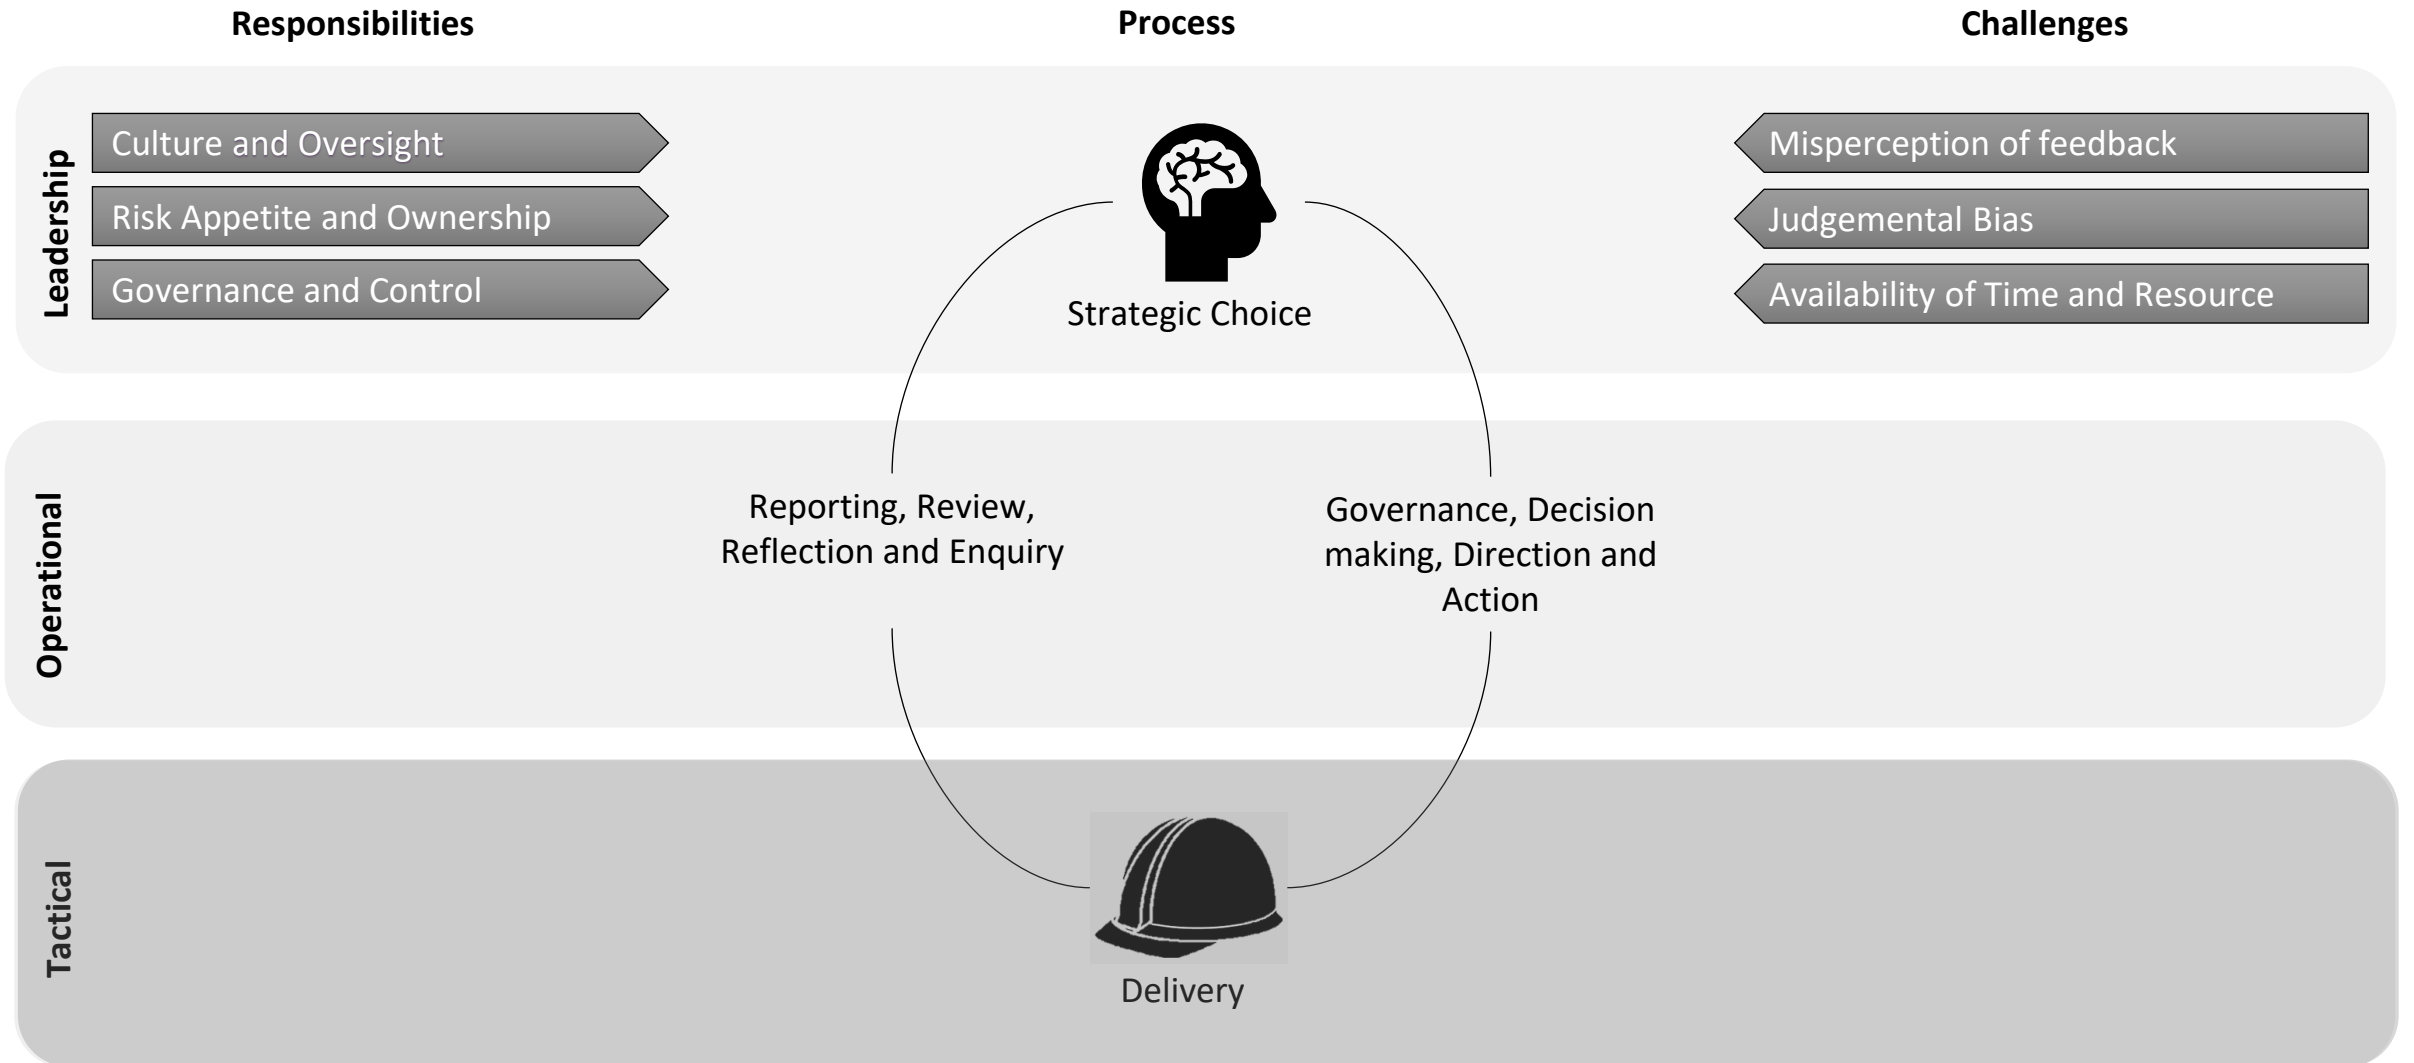 Responsibilities
Process
Challenges
Leadership
Culture and Oversight
Risk Appetite and Ownership
Governance and Control
Strategic Choice
Misperception of feedback
Judgemental Bias
Availability of Time and Resource
Operational
Reporting, Review,
Reflection and Enquiry
Governance, Decision
making, Direction and
Action
Tactical
Delivery